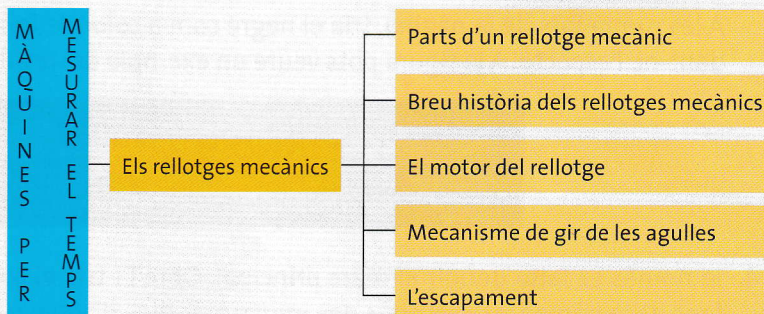 MÀQUINES PER
MESURAR EL TEMPS
Els rellotges mecànics
Parts d'un rellotge mecànic
Breu història dels rellotges mecànics
El motor del rellotge
Mecanisme de gir de les agulles
L'escapament